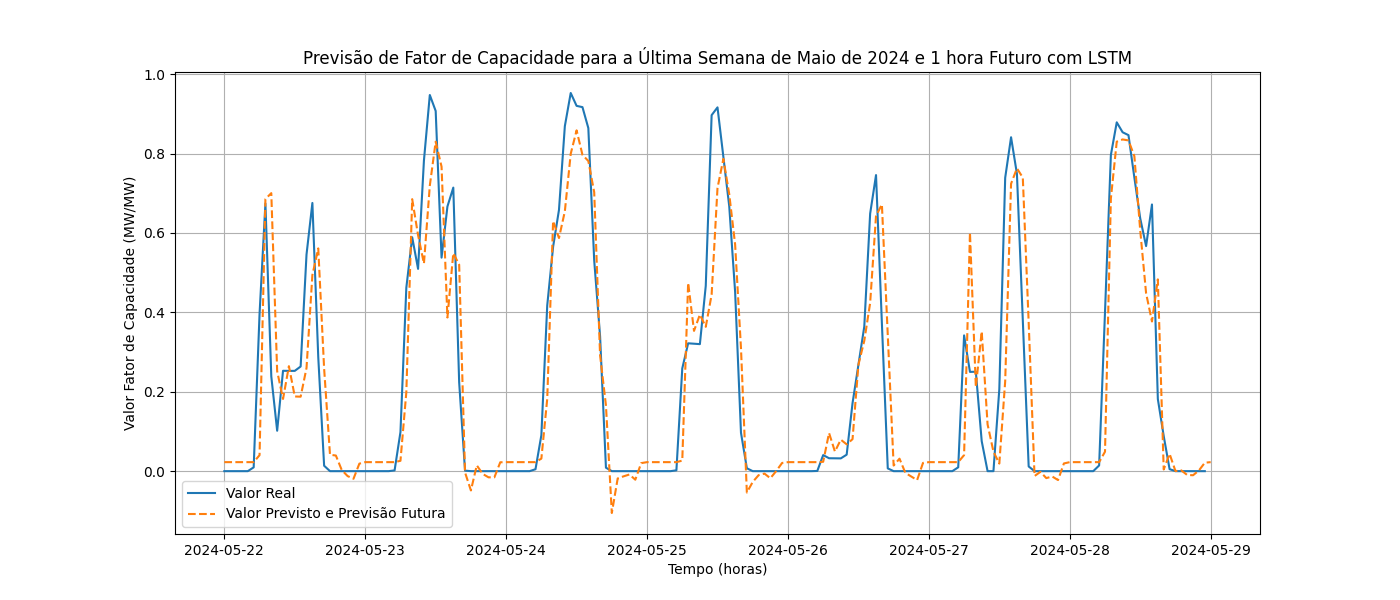 Previsão de Fator de Capacidade para a Última Semana de Maio de 2024 e 1 hora Futuro com LSTM
Valor Fator de Capacidade (MW/MW)
1.0
0.8
0.6
0.4
0.2
0.0
Valor Real
Valor Previsto e Previsão Futura
2024-05-22
2024-05-23
2024-05-24
2024-05-25
2024-05-26
2024-05-27
2024-05-28
2024-05-29
Tempo (horas)